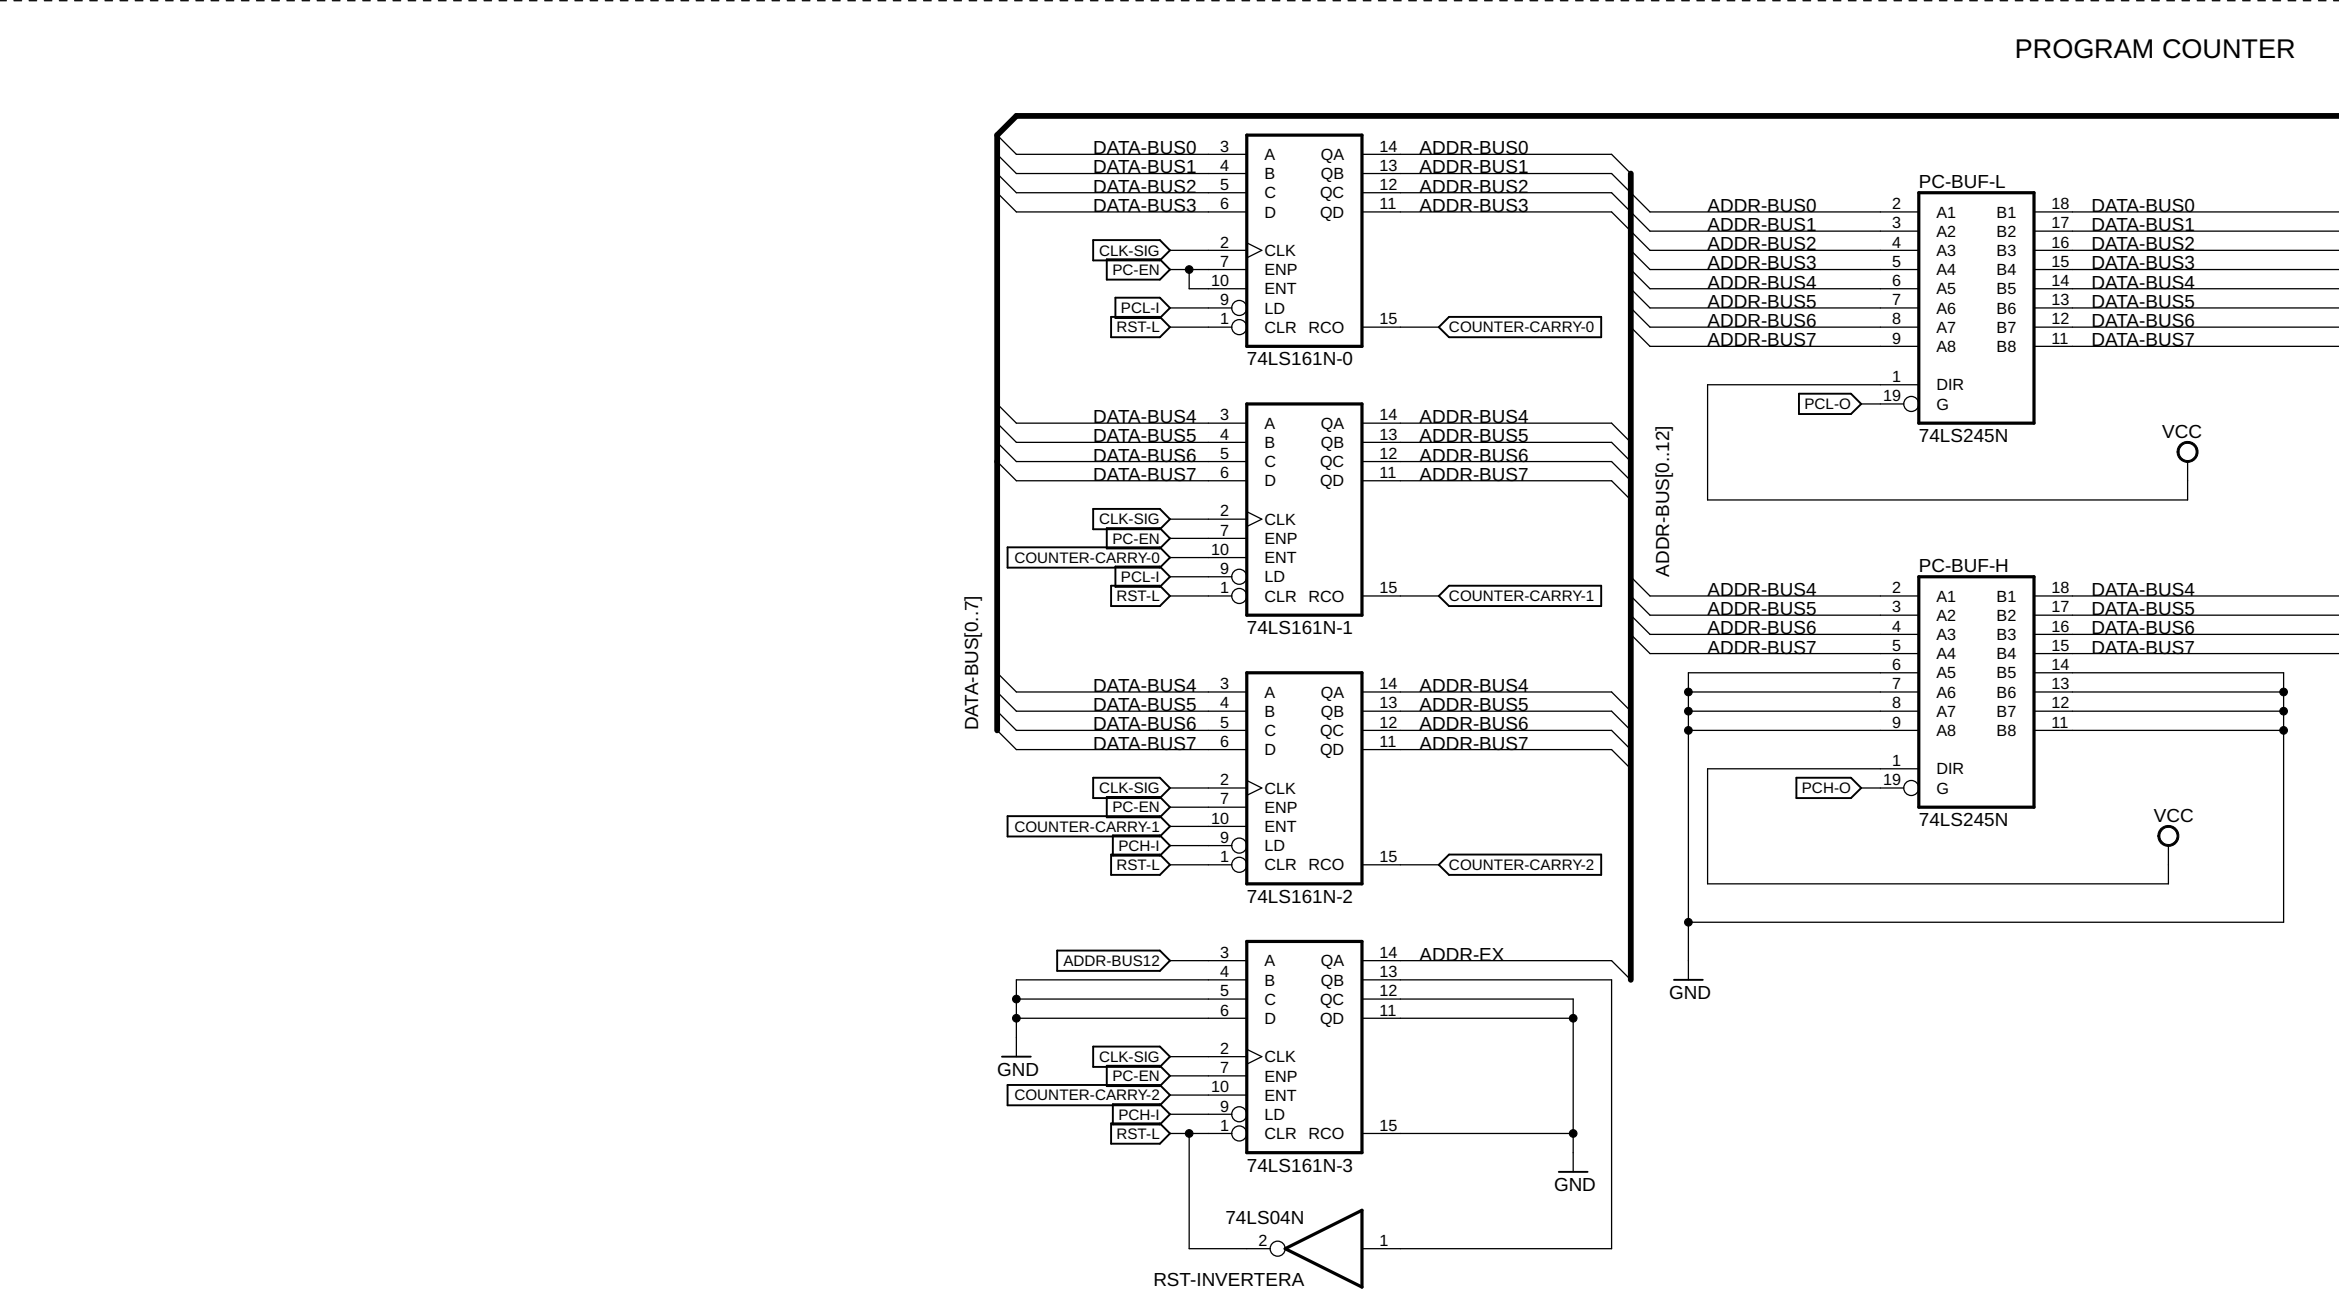 PROGRAM COUNTER
DATA-BUS[0..7]
DATA-BUS0 3 A QA 14 ADDR-BUS0
DATA-BUS1 4 B QB 13 ADDR-BUS1
DATA-BUS2 5 C QC 12 ADDR-BUS2
DATA-BUS3 6 D QD 11 ADDR-BUS3
CLK-SIG 2 CLK
PC-EN 7 ENP
10 ENT
PCL-I 9 LD
RST-L 1 CLR RCO 15 COUNTER-CARRY-0
74LS161N-0
DATA-BUS4 3 A QA 14 ADDR-BUS4
DATA-BUS5 4 B QB 13 ADDR-BUS5
DATA-BUS6 5 C QC 12 ADDR-BUS6
DATA-BUS7 6 D QD 11 ADDR-BUS7
CLK-SIG 2 CLK
PC-EN 7 ENP
COUNTER-CARRY-0 10 ENT
PCL-I 9 LD
RST-L 1 CLR RCO 15 COUNTER-CARRY-1
74LS161N-1
DATA-BUS4 3 A QA 14 ADDR-BUS4
DATA-BUS5 4 B QB 13 ADDR-BUS5
DATA-BUS6 5 C QC 12 ADDR-BUS6
DATA-BUS7 6 D QD 11 ADDR-BUS7
CLK-SIG 2 CLK
PC-EN 7 ENP
COUNTER-CARRY-1 10 ENT
PCH-I 9 LD
RST-L 1 CLR RCO 15 COUNTER-CARRY-2
74LS161N-2
ADDR-BUS12 3 A QA 14 ADDR-EX
4 B QB 13
5 C QC 12
6 D QD 11
GND
CLK-SIG 2 CLK
PC-EN 7 ENP
COUNTER-CARRY-2 10 ENT
PCH-I 9 LD
RST-L 1 CLR RCO 15
74LS161N-3
GND
74LS04N
2 1
RST-INVERTERA
ADDR-BUS[0..12]
PC-BUF-L
ADDR-BUS0 2 A1 B1 18 DATA-BUS0
ADDR-BUS1 3 A2 B2 17 DATA-BUS1
ADDR-BUS2 4 A3 B3 16 DATA-BUS2
ADDR-BUS3 5 A4 B4 15 DATA-BUS3
ADDR-BUS4 6 A5 B5 14 DATA-BUS4
ADDR-BUS5 7 A6 B6 13 DATA-BUS5
ADDR-BUS6 8 A7 B7 12 DATA-BUS6
ADDR-BUS7 9 A8 B8 11 DATA-BUS7
1 DIR
PCL-O 19 G
74LS245N
VCC
PC-BUF-H
ADDR-BUS4 2 A1 B1 18 DATA-BUS4
ADDR-BUS5 3 A2 B2 17 DATA-BUS5
ADDR-BUS6 4 A3 B3 16 DATA-BUS6
ADDR-BUS7 5 A4 B4 15 DATA-BUS7
6 A5 B5 14
7 A6 B6 13
8 A7 B7 12
9 A8 B8 11
1 DIR
PCH-O 19 G
74LS245N
VCC
GND